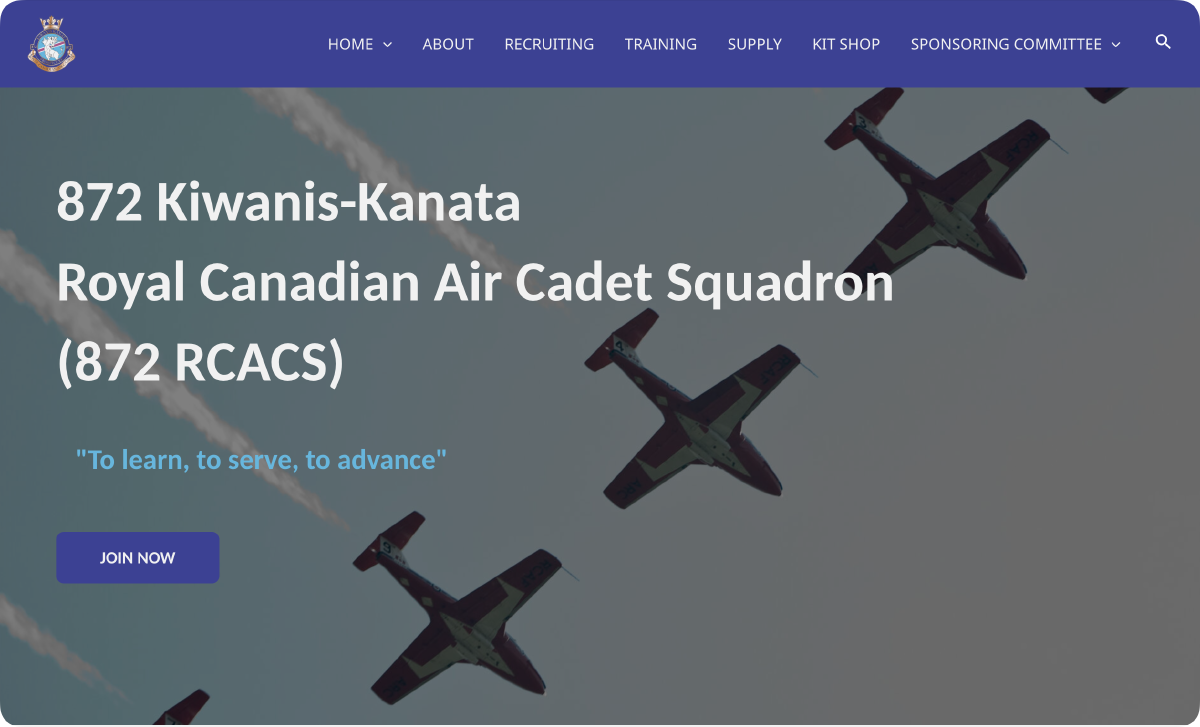 HOME ABOUT RECRUITING TRAINING SUPPLY KIT SHOP SPONSORING COMMITTEE
872 Kiwanis-Kanata
Royal Canadian Air Cadet Squadron
(872 RCACS)
"To learn, to serve, to advance"
JOIN NOW